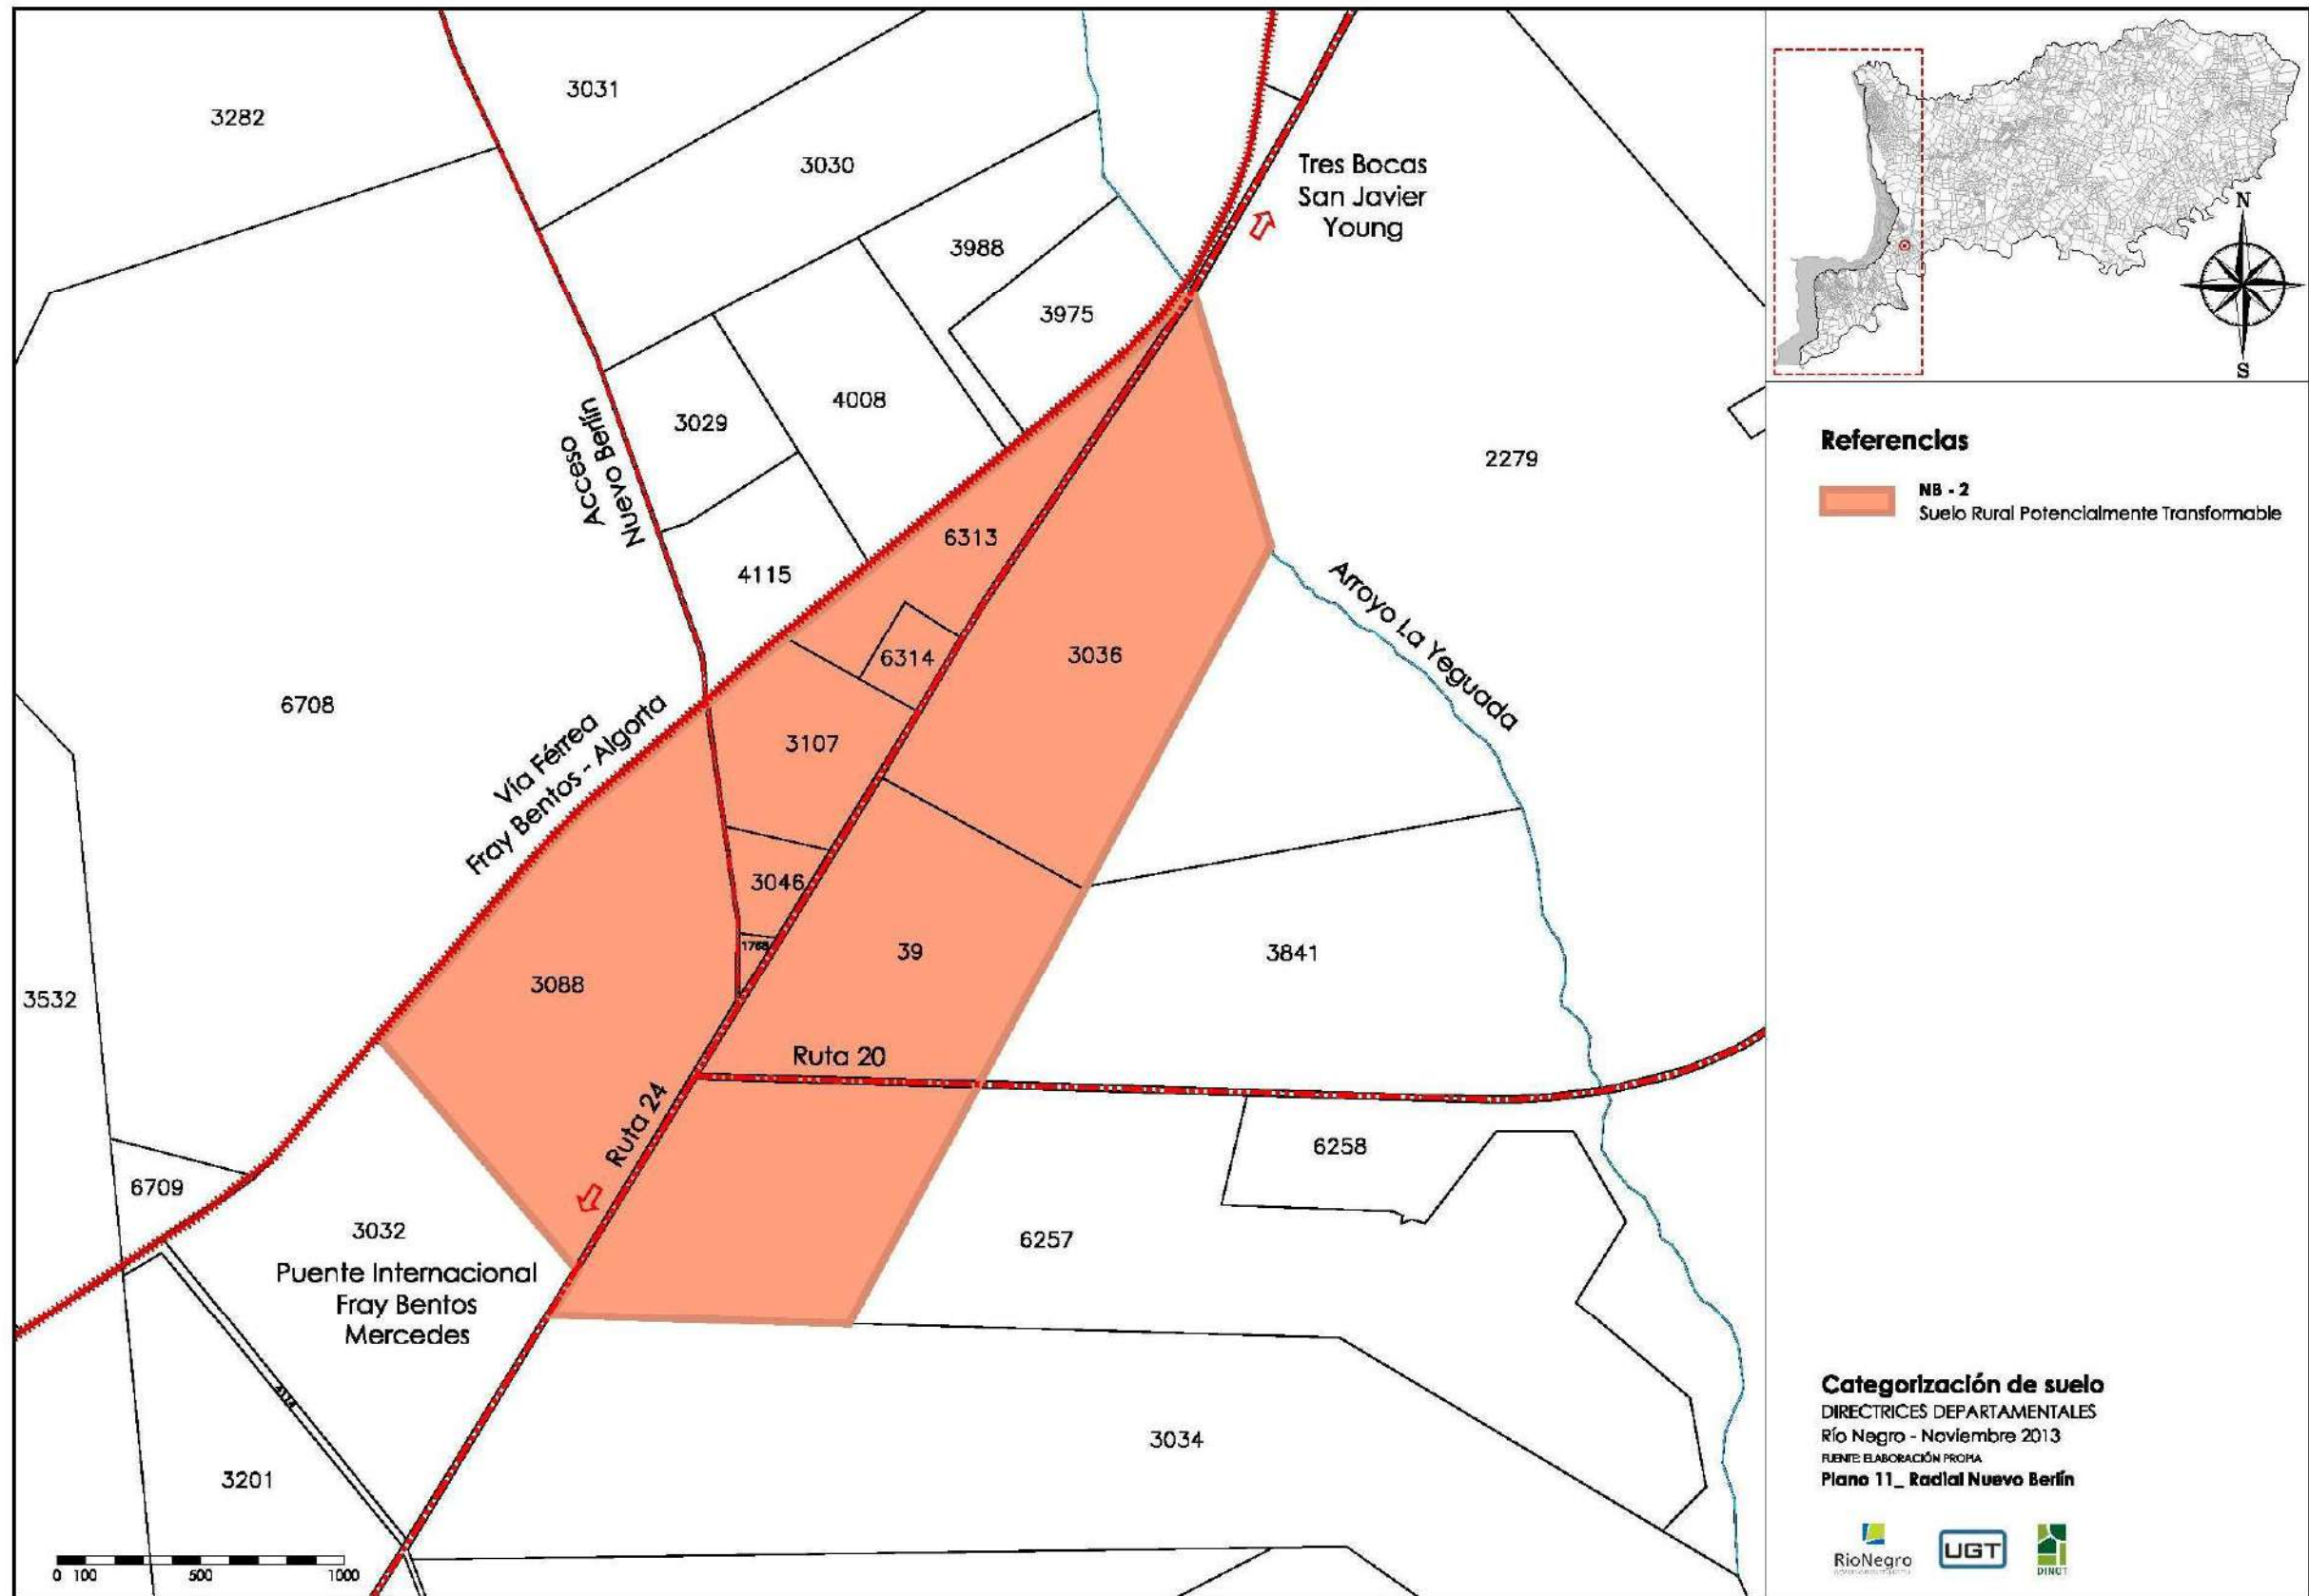 3282
3031
3030
Tres Bocas
San Javier
Young
3988
3975
4008
3029
Acceso
Nuevo Berlín
4115
2279
6313
6314
3036
Arroyo La Yeguada
6708
Vía Férrea
Fray Bentos - Algorta
3107
3046
1768
39
3841
3088
3532
Ruta 20
Ruta 24
6258
6709
3032
6257
Puente Internacional
Fray Bentos
Mercedes
3034
3201
0 100 500 1000
N
S
Referencias
NB - 2
Suelo Rural Potencialmente Transformable
Categorización de suelo
DIRECTRICES DEPARTAMENTALES
Río Negro - Noviembre 2013
FUENTE: ELABORACIÓN PROPIA
Plano 11_ Radial Nuevo Berlín
RioNegro
UGT
DINOT